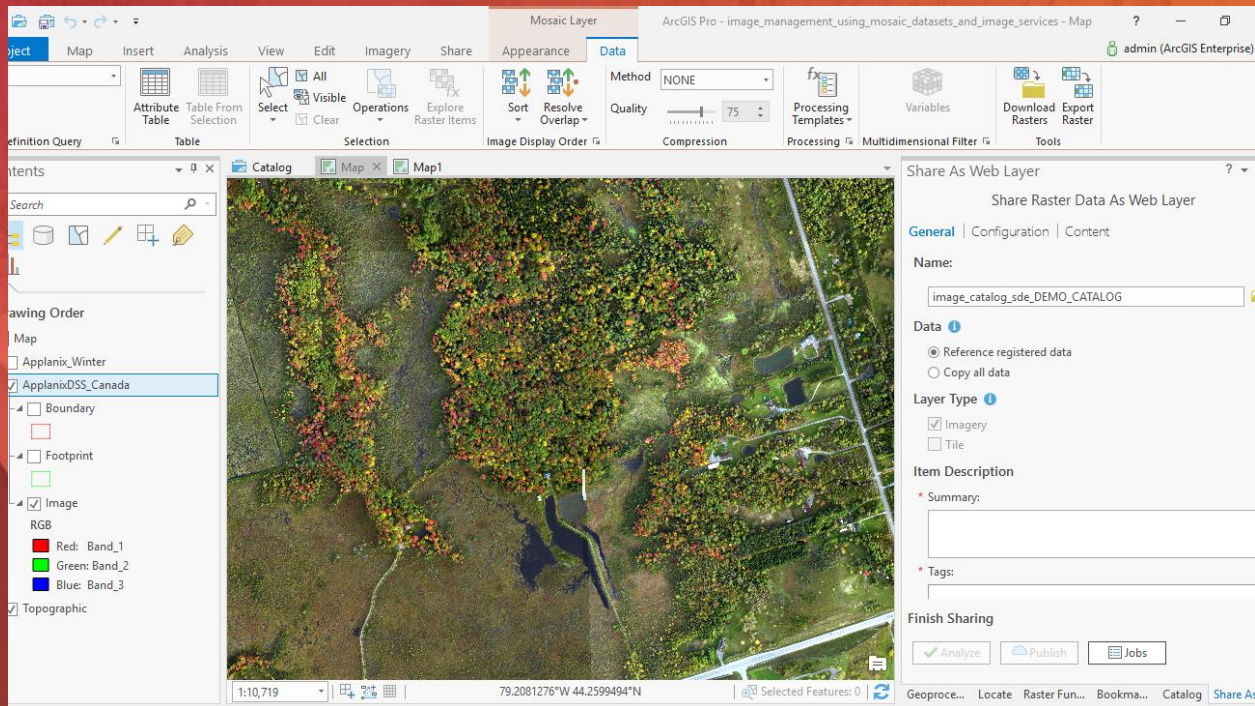 Mosaic Layer
ArcGIS Pro - image_management_using_mosaic_datasets_and_image_services - Map
?
oject Map Insert Analysis View Edit Imagery Share Appearance Data
admin (ArcGIS Enterprise)
Attribute Table
Table From Selection
Select
All
Visible
Clear
Operations
Explore Raster Items
Sort
Resolve Overlap
Method NONE
Quality 75
Processing Templates
Variables
Download Rasters
Export Raster
efinition Query
Table
Selection
Image Display Order
Compression
Processing
Multidimensional Filter
Tools
ntents
Search
rawing Order
Map
Applanix_Winter
ApplanixDSS_Canada
Boundary
Footprint
Image
RGB
Red: Band_1
Green: Band_2
Blue: Band_3
Topographic
Catalog Map Map1
1:10,719
79.2081276°W 44.2599494°N
Selected Features: 0
Share As Web Layer
?
Share Raster Data As Web Layer
General | Configuration | Content
Name:
image_catalog_sde_DEMO_CATALOG
Data
Reference registered data
Copy all data
Layer Type
Imagery
Tile
Item Description
* Summary:
* Tags:
Finish Sharing
Analyze Publish Jobs
Geoproce... Locate Raster Fun... Bookma... Catalog Share As